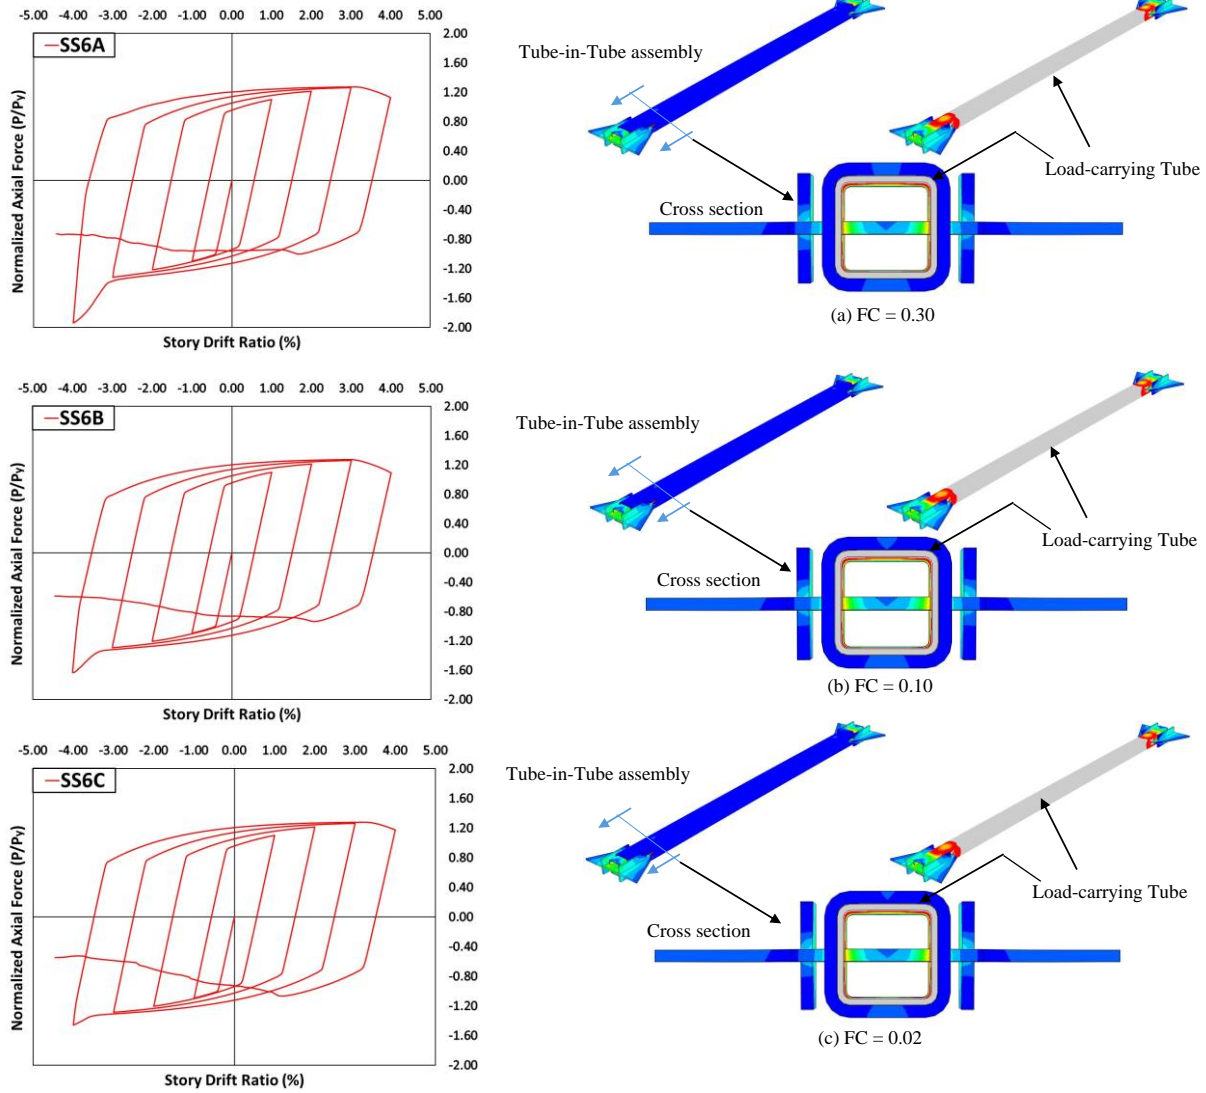 -5.00 -4.00 -3.00 -2.00 -1.00 0.00 1.00 2.00 3.00 4.00 5.00
SS6A
2.00
1.60
1.20
0.80
0.40
0.00
-0.40
-0.80
-1.20
-1.60
-2.00
Normalized Axial Force (P/Py)
Story Drift Ratio (%)
Tube-in-Tube assembly
Load-carrying Tube
Cross section
(a) FC = 0.30
-5.00 -4.00 -3.00 -2.00 -1.00 0.00 1.00 2.00 3.00 4.00 5.00
SS6B
2.00
1.60
1.20
0.80
0.40
0.00
-0.40
-0.80
-1.20
-1.60
-2.00
Normalized Axial Force (P/Py)
Story Drift Ratio (%)
Tube-in-Tube assembly
Load-carrying Tube
Cross section
(b) FC = 0.10
-5.00 -4.00 -3.00 -2.00 -1.00 0.00 1.00 2.00 3.00 4.00 5.00
SS6C
2.00
1.60
1.20
0.80
0.40
0.00
-0.40
-0.80
-1.20
-1.60
-2.00
Normalized Axial Force (P/Py)
Story Drift Ratio (%)
Tube-in-Tube assembly
Load-carrying Tube
Cross section
(c) FC = 0.02